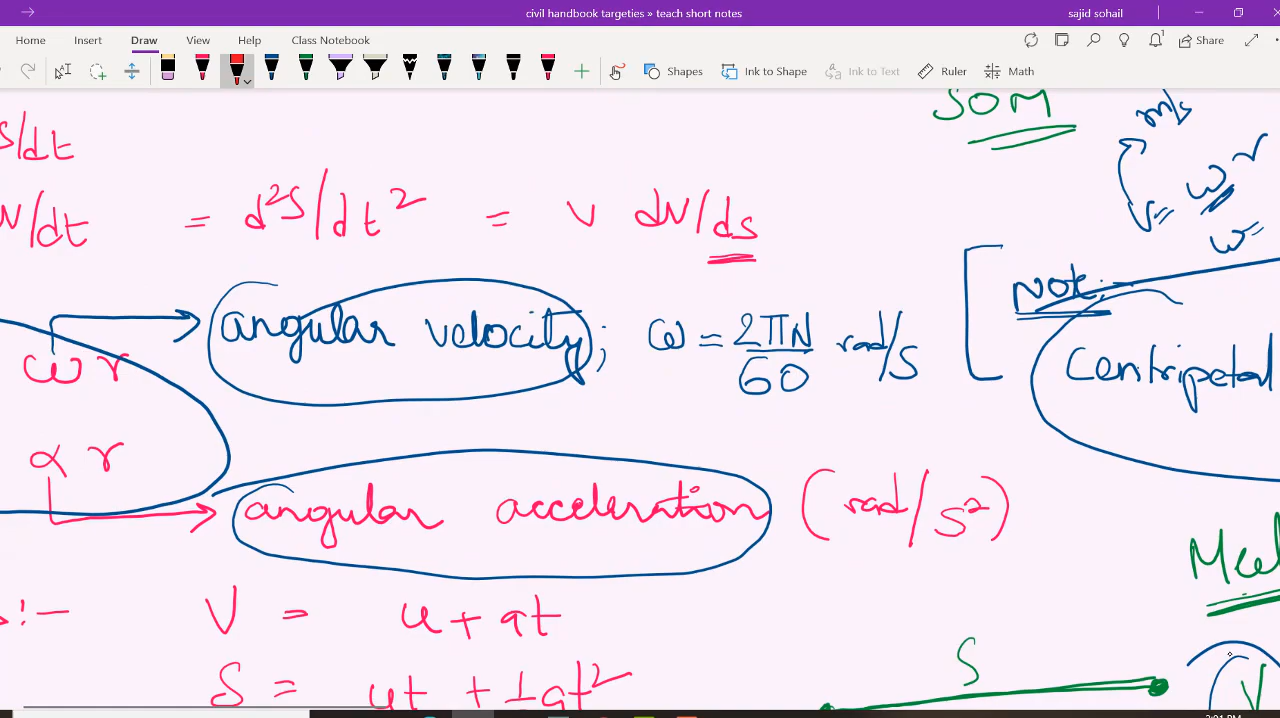 civil handbook targeties » teach short notes
sajid sohail
Home Insert Draw View Help Class Notebook
Share
Shapes Ink to Shape Ink to Text Ruler Math
SOM
m/s
S/dt
V/dt = d²S/dt² = v dV/ds
V = ω r
ω =
Note:
angular velocity; ω = 2πN/60 rad/s
ω r
Centripetal
α r
angular acceleration (rad/s²)
s:- V = u + at
S = ut + ½at²
S
V